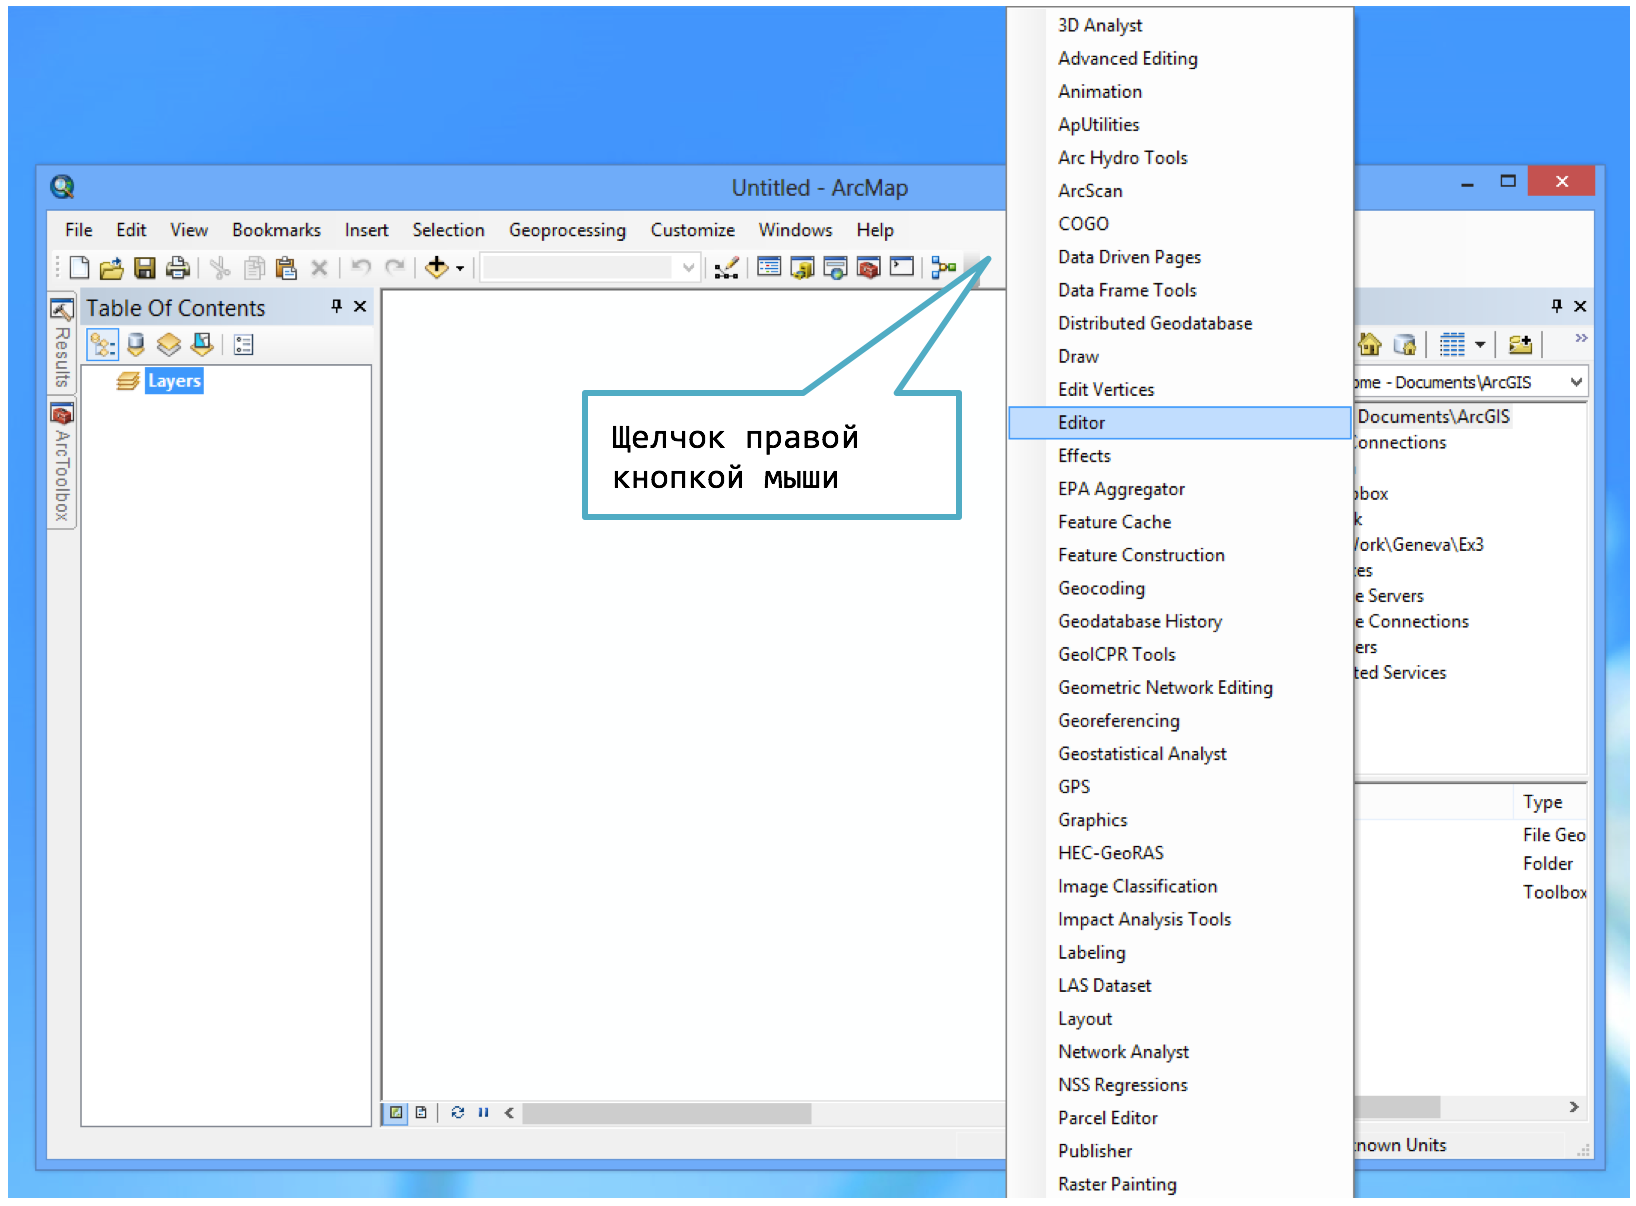 Untitled - ArcMap
File Edit View Bookmarks Insert Selection Geoprocessing Customize Windows Help
Table Of Contents
Results
ArcToolbox
Layers
Щелчок правой
кнопкой мыши
3D Analyst
Advanced Editing
Animation
ApUtilities
Arc Hydro Tools
ArcScan
COGO
Data Driven Pages
Data Frame Tools
Distributed Geodatabase
Draw
Edit Vertices
Editor
Effects
EPA Aggregator
Feature Cache
Feature Construction
Geocoding
Geodatabase History
GeoICPR Tools
Geometric Network Editing
Georeferencing
Geostatistical Analyst
GPS
Graphics
HEC-GeoRAS
Image Classification
Impact Analysis Tools
Labeling
LAS Dataset
Layout
Network Analyst
NSS Regressions
Parcel Editor
Publisher
Raster Painting
ome - Documents\ArcGIS
Documents\ArcGIS
Connections
box
k
Work\Geneva\Ex3
es
e Servers
e Connections
ers
ted Services
Type
File Geo
Folder
Toolbox
nown Units